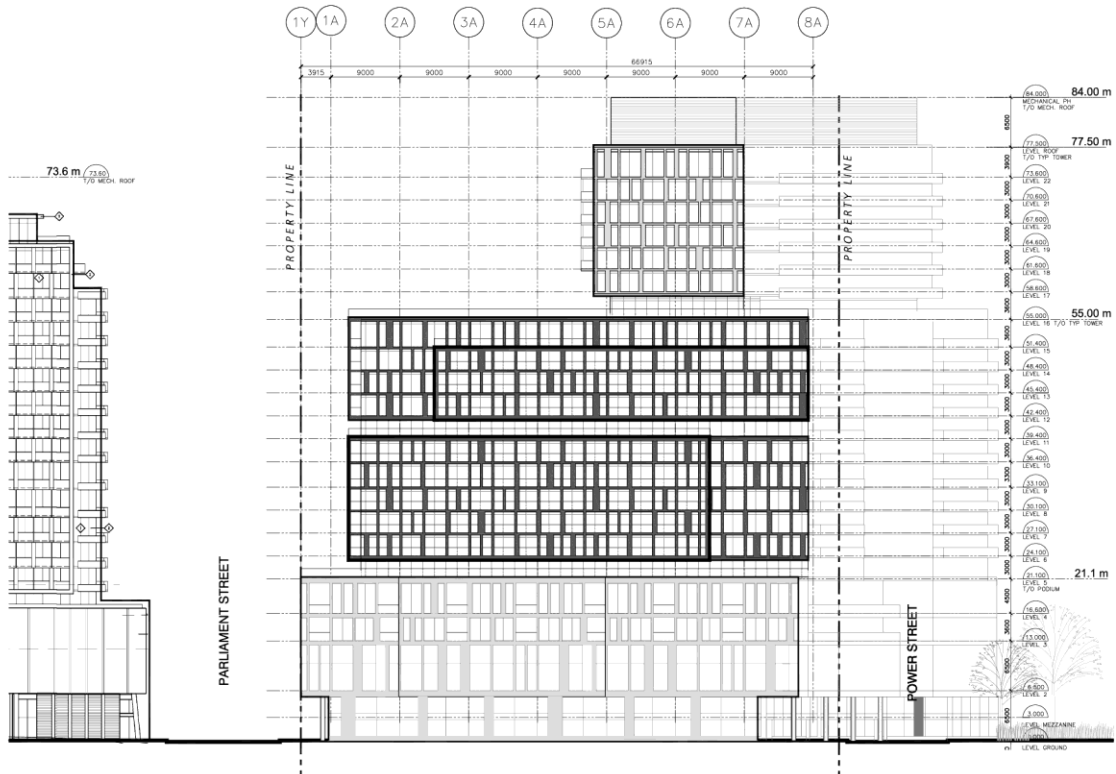 1Y 1A 2A 3A 4A 5A 6A 7A 8A
66915
3915 9000 9000 9000 9000 9000 9000 9000
84.000 84.00 m
MECHANICAL PH
T/O MECH. ROOF
6500
77.500 77.50 m
LEVEL ROOF
T/O TYP TOWER
3900
73.6 m 73.60
T/O MECH. ROOF
73.600
LEVEL 22
3000
70.600
LEVEL 21
3000
67.600
LEVEL 20
3000
64.600
LEVEL 19
3000
61.600
LEVEL 18
3000
58.600
LEVEL 17
3600
PROPERTY LINE
PROPERTY LINE
55.000 55.00 m
LEVEL 16 T/O TYP TOWER
3600
51.400
LEVEL 15
3000
48.400
LEVEL 14
3000
45.400
LEVEL 13
3000
42.400
LEVEL 12
3000
39.400
LEVEL 11
3000
36.400
LEVEL 10
3300
33.100
LEVEL 9
3000
30.100
LEVEL 8
3000
27.100
LEVEL 7
3000
24.100
LEVEL 6
3000
21.100 21.1 m
LEVEL 5
T/O PODIUM
4500
16.600
LEVEL 4
3600
13.000
LEVEL 3
6500
6.500
LEVEL 2
6500
3.000
LEVEL MEZZANINE
LEVEL GROUND
PARLIAMENT STREET
POWER STREET